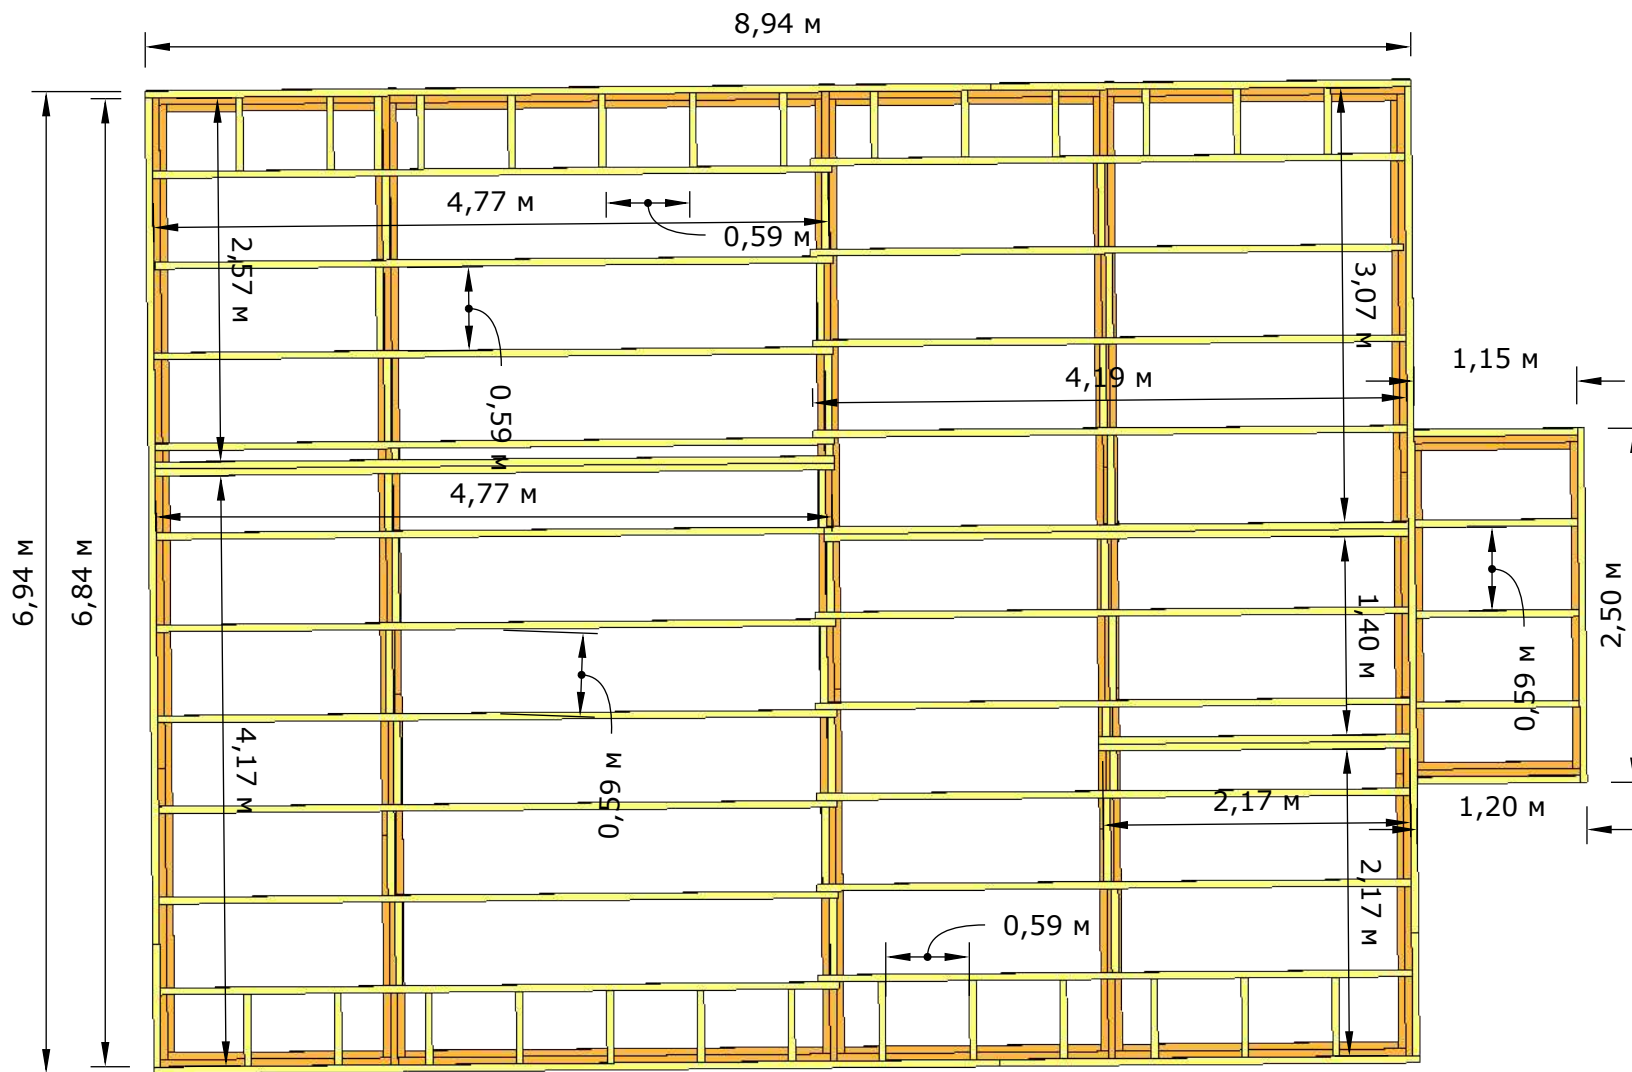 8,94 м
4,77 м
0,59 м
2,57 м
3,07 м
1,15 м
4,19 м
0,59 м
4,77 м
6,94 м
6,84 м
1,40 м
2,50 м
0,59 м
4,17 м
0,59 м
2,17 м
1,20 м
2,17 м
0,59 м